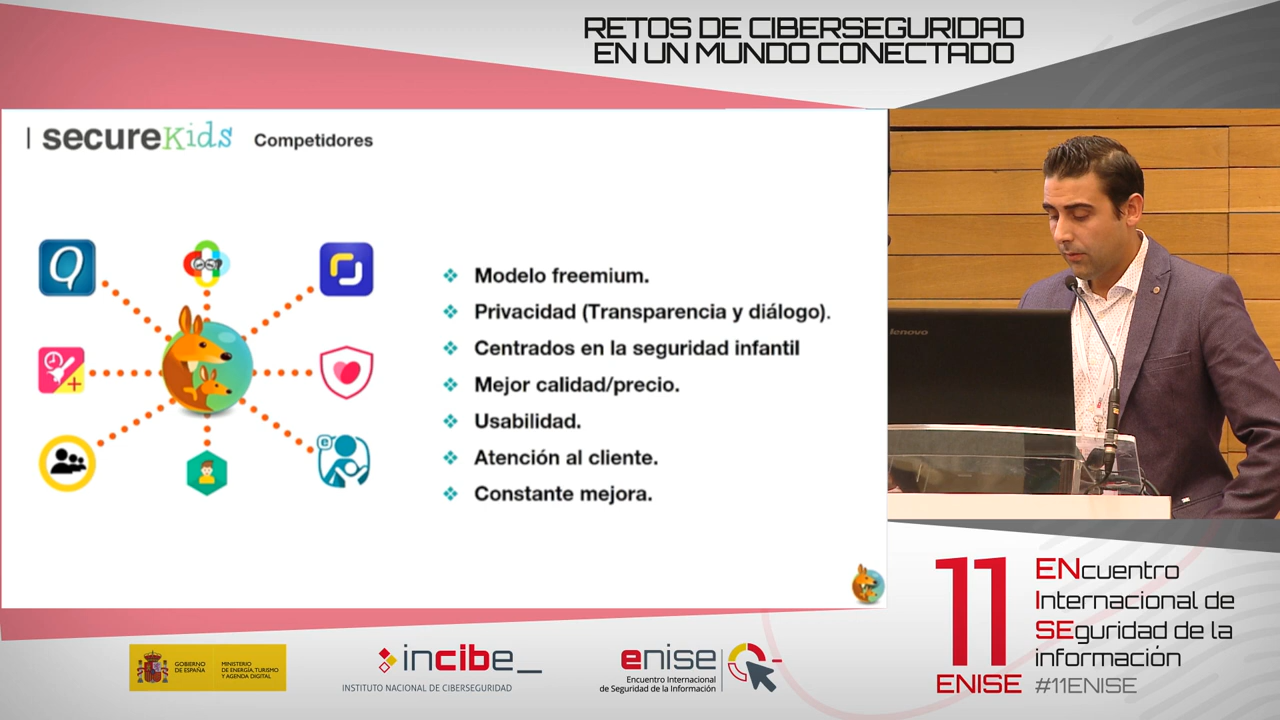 RETOS DE CIBERSEGURIDAD
EN UN MUNDO CONECTADO
| secureKids Competidores
Modelo freemium.
Privacidad (Transparencia y diálogo).
Centrados en la seguridad infantil
Mejor calidad/precio.
Usabilidad.
Atención al cliente.
Constante mejora.
lenovo
11
ENISE
ENcuentro
Internacional de
SEguridad de la
información
#11ENISE
GOBIERNO
DE ESPAÑA
MINISTERIO
DE ENERGÍA, TURISMO
Y AGENDA DIGITAL
incibe_
INSTITUTO NACIONAL DE CIBERSEGURIDAD
enise
Encuentro Internacional
de Seguridad de la Información